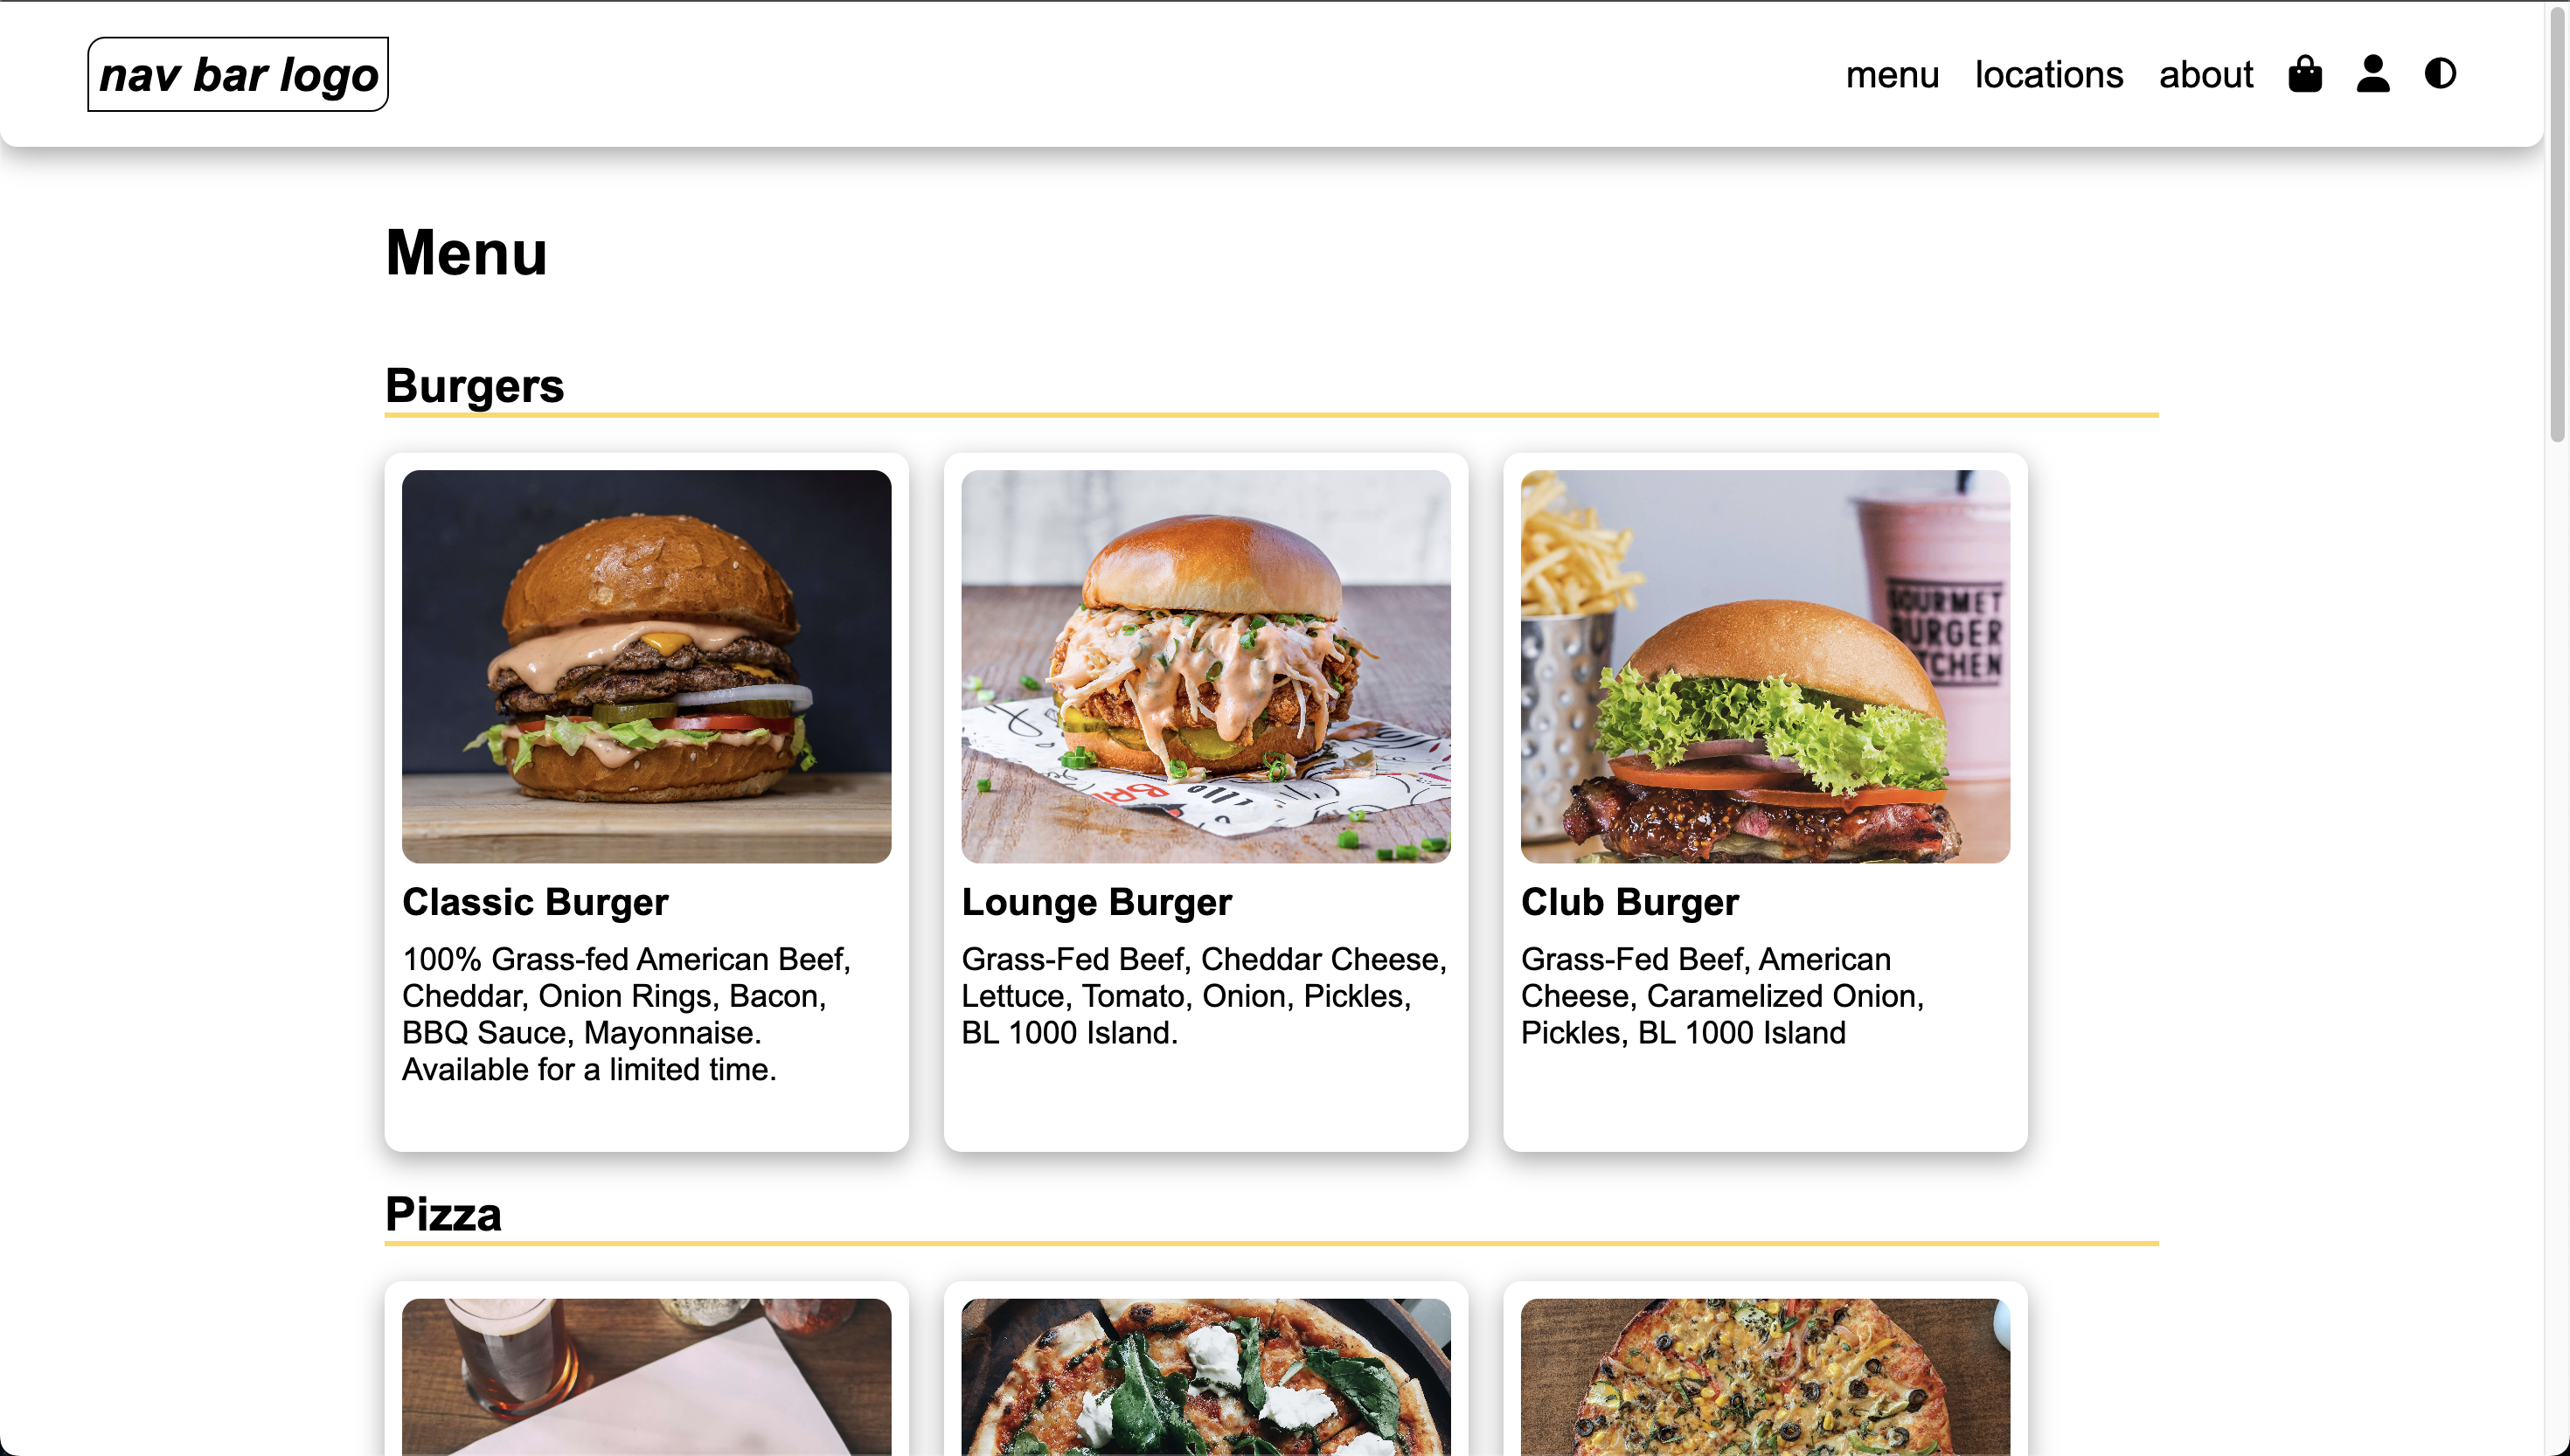 nav bar logo
menu locations about
Menu
Burgers
BURGER
Classic Burger
100% Grass-fed American Beef,
Cheddar, Onion Rings, Bacon,
BBQ Sauce, Mayonnaise.
Available for a limited time.
Lounge Burger
Grass-Fed Beef, Cheddar Cheese,
Lettuce, Tomato, Onion, Pickles,
BL 1000 Island.
Club Burger
Grass-Fed Beef, American
Cheese, Caramelized Onion,
Pickles, BL 1000 Island
Pizza